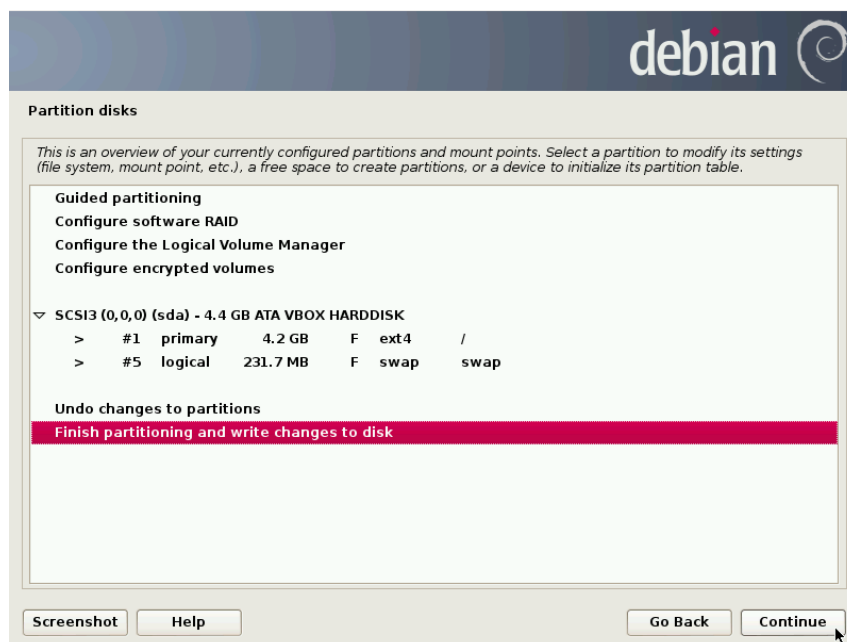 debian
Partition disks
This is an overview of your currently configured partitions and mount points. Select a partition to modify its settings
(file system, mount point, etc.), a free space to create partitions, or a device to initialize its partition table.
Guided partitioning
Configure software RAID
Configure the Logical Volume Manager
Configure encrypted volumes
SCSI3 (0,0,0) (sda) - 4.4 GB ATA VBOX HARDDISK
> #1 primary 4.2 GB F ext4 /
> #5 logical 231.7 MB F swap swap
Undo changes to partitions
Finish partitioning and write changes to disk
Screenshot Help Go Back Continue